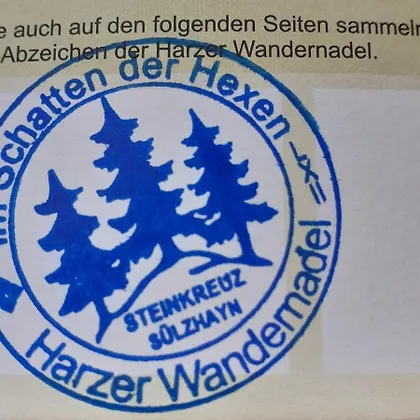 auch auf den folgenden Seiten sammeln
Abzeichen der Harzer Wandernadel.
Im Schatten der Hexen
STEINKREUZ
SÜLZHAYN
Harzer Wandernadel